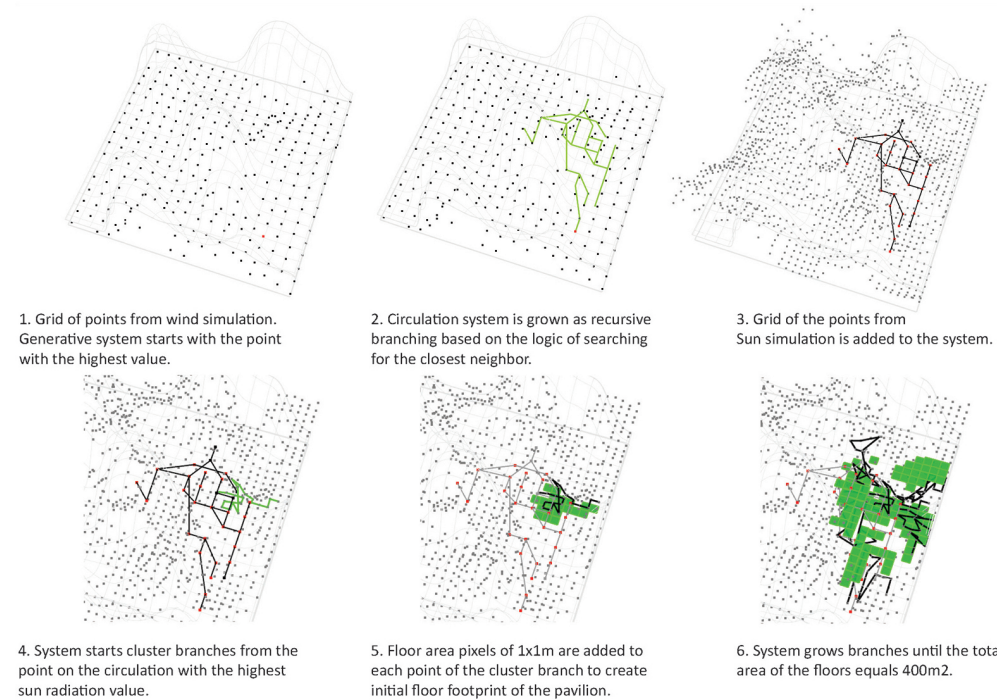 1. Grid of points from wind simulation.
Generative system starts with the point
with the highest value.
2. Circulation system is grown as recursive
branching based on the logic of searching
for the closest neighbor.
3. Grid of the points from
Sun simulation is added to the system.
4. System starts cluster branches from the
point on the circulation with the highest
sun radiation value.
5. Floor area pixels of 1x1m are added to
each point of the cluster branch to create
initial floor footprint of the pavilion.
6. System grows branches until the tota
area of the floors equals 400m2.